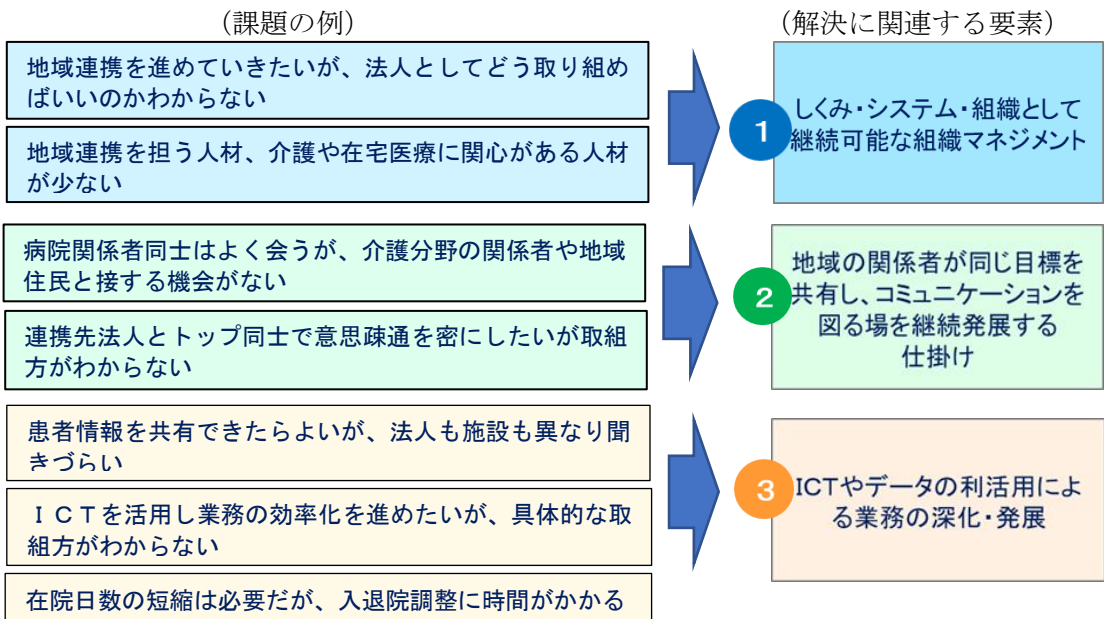 (課題の例)
(解決に関連する要素)
地域連携を進めていきたいが、法人としてどう取り組め
ばいいのかわからない
地域連携を担う人材、介護や在宅医療に関心がある人材
が少ない
1
しくみ・システム・組織として
継続可能な組織マネジメント
病院関係者同士はよく会うが、介護分野の関係者や地域
住民と接する機会がない
連携先法人とトップ同士で意思疎通を密にしたいが取組
方がわからない
2
地域の関係者が同じ目標を
共有し、コミュニケーションを
図る場を継続発展する
仕掛け
患者情報を共有できたらよいが、法人も施設も異なり聞
きづらい
ICTを活用し業務の効率化を進めたいが、具体的な取
組方がわからない
在院日数の短縮は必要だが、入退院調整に時間がかかる
3
ICTやデータの利活用によ
る業務の深化・発展